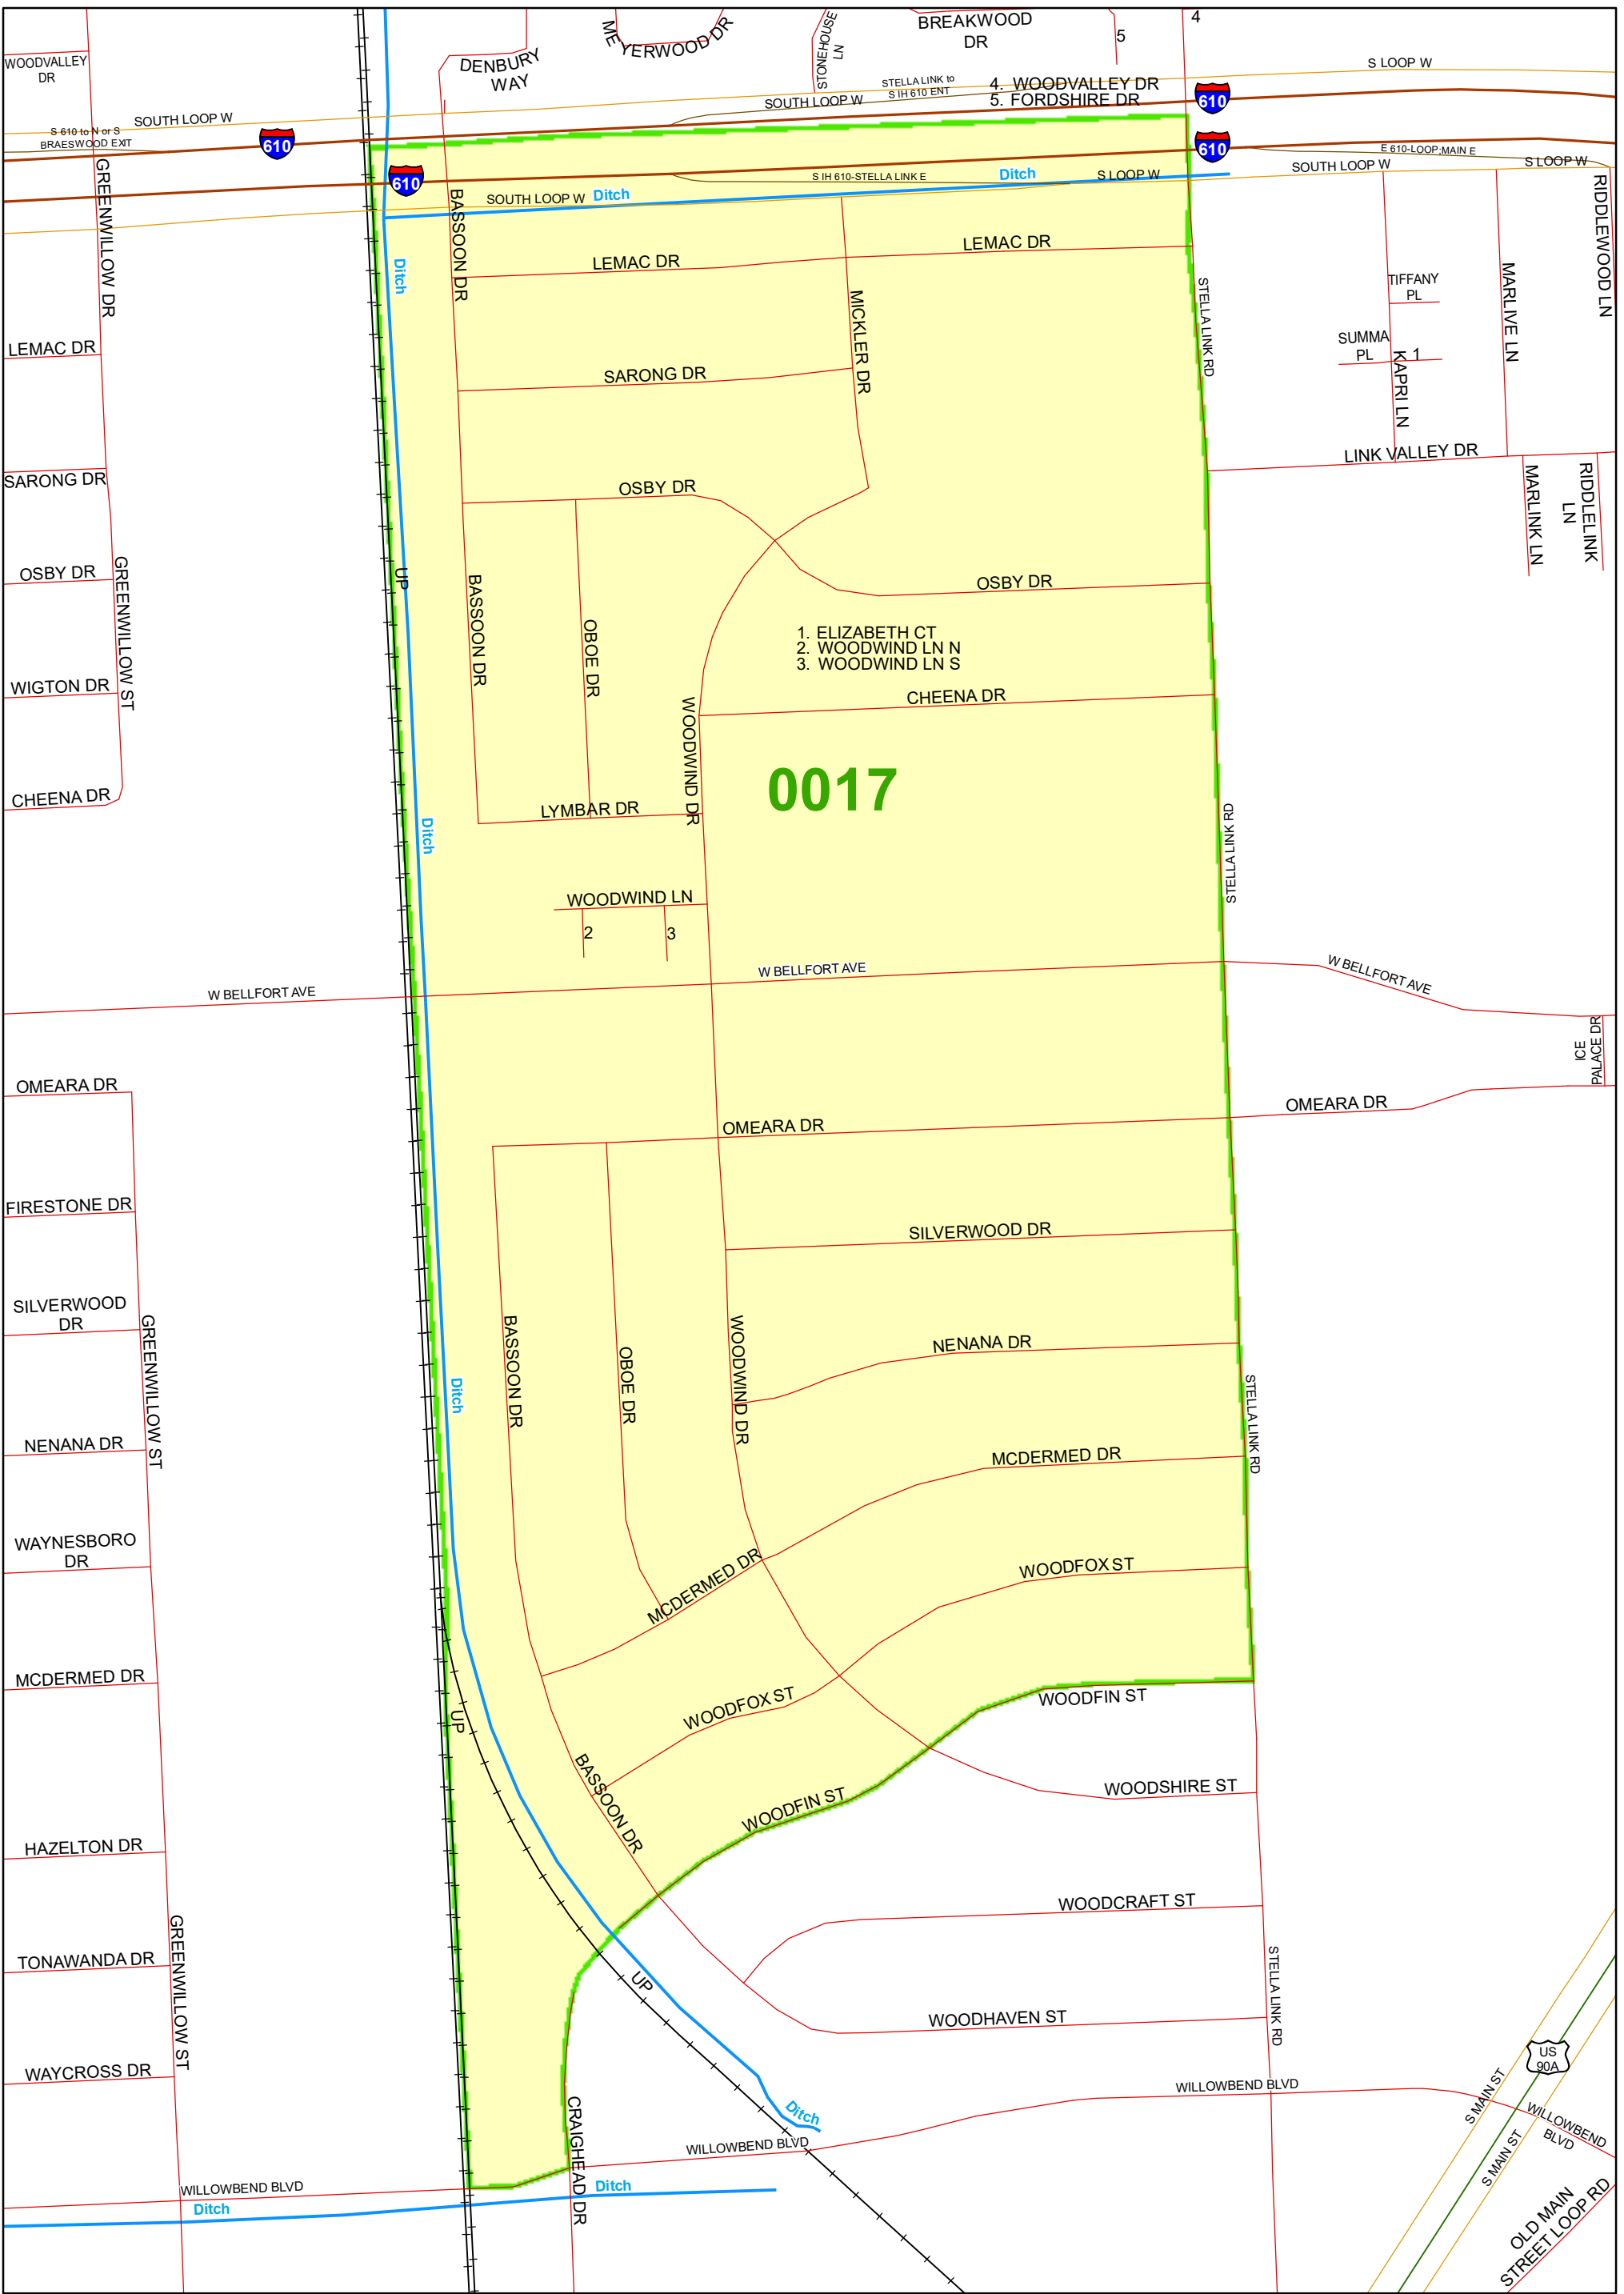 WOODVALLEY
DR
DENBURY
WAY
MEYERWOOD DR
STONEHOUSE
LN
BREAKWOOD
DR
5
4
S LOOP W
STELLA LINK to
S IH 610 ENT
4. WOODVALLEY DR
5. FORDSHIRE DR
SOUTH LOOP W
SOUTH LOOP W
610
S 610 to N or S
BRAESWOOD EXIT
610
610
610
E 610-LOOP;MAIN E
S LOOP W
SOUTH LOOP W
S IH 610-STELLA LINK E
Ditch
S LOOP W
SOUTH LOOP W
Ditch
GREENWILLOW DR
BASSOON DR
RIDDLEWOOD LN
LEMAC DR
LEMAC DR
Ditch
MICKLER DR
STELLA LINK RD
TIFFANY
PL
MARLIVE LN
SUMMA
PL
1
KAPRI LN
LEMAC DR
SARONG DR
LINK VALLEY DR
SARONG DR
OSBY DR
MARLINK LN
RIDDLELINK
LN
OSBY DR
GREENWILLOW ST
UP
BASSOON DR
OBOE DR
OSBY DR
1. ELIZABETH CT
2. WOODWIND LN N
3. WOODWIND LN S
WIGTON DR
WOODWIND DR
CHEENA DR
0017
CHEENA DR
LYMBAR DR
Ditch
STELLA LINK RD
WOODWIND LN
2
3
W BELLFORT AVE
W BELLFORT AVE
W BELLFORT AVE
ICE
PALACE DR
OMEARA DR
OMEARA DR
OMEARA DR
FIRESTONE DR
SILVERWOOD DR
SILVERWOOD
DR
GREENWILLOW ST
BASSOON DR
OBOE DR
WOODWIND DR
NENANA DR
Ditch
STELLA LINK RD
NENANA DR
MCDERMED DR
WAYNESBORO
DR
MCDERMED DR
WOODFOX ST
MCDERMED DR
WOODFOX ST
WOODFIN ST
UP
BASSOON DR
WOODFIN ST
WOODSHIRE ST
HAZELTON DR
WOODCRAFT ST
GREENWILLOW ST
TONAWANDA DR
UP
STELLA LINK RD
WOODHAVEN ST
WAYCROSS DR
US
90A
S MAIN ST
WILLOWBEND BLVD
WILLOWBEND
BLVD
CRAIGHEAD DR
Ditch
WILLOWBEND BLVD
S MAIN ST
WILLOWBEND BLVD
Ditch
Ditch
OLD MAIN
STREET LOOP RD